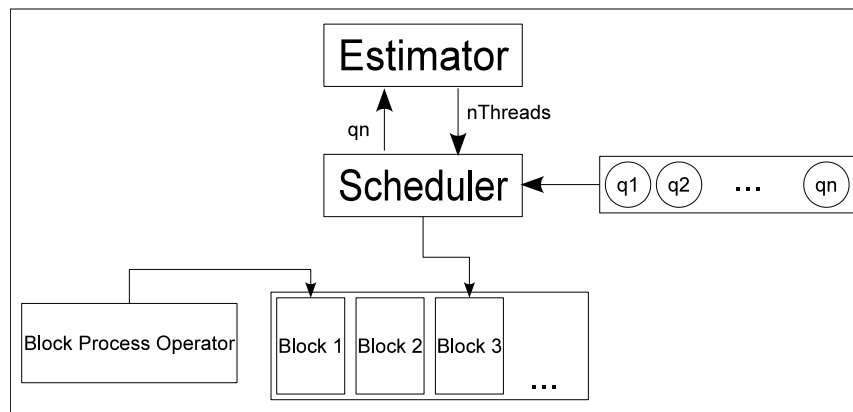 Estimator
qn
nThreads
Scheduler
q1 q2 ... qn
Block Process Operator
Block 1 Block 2 Block 3 ...